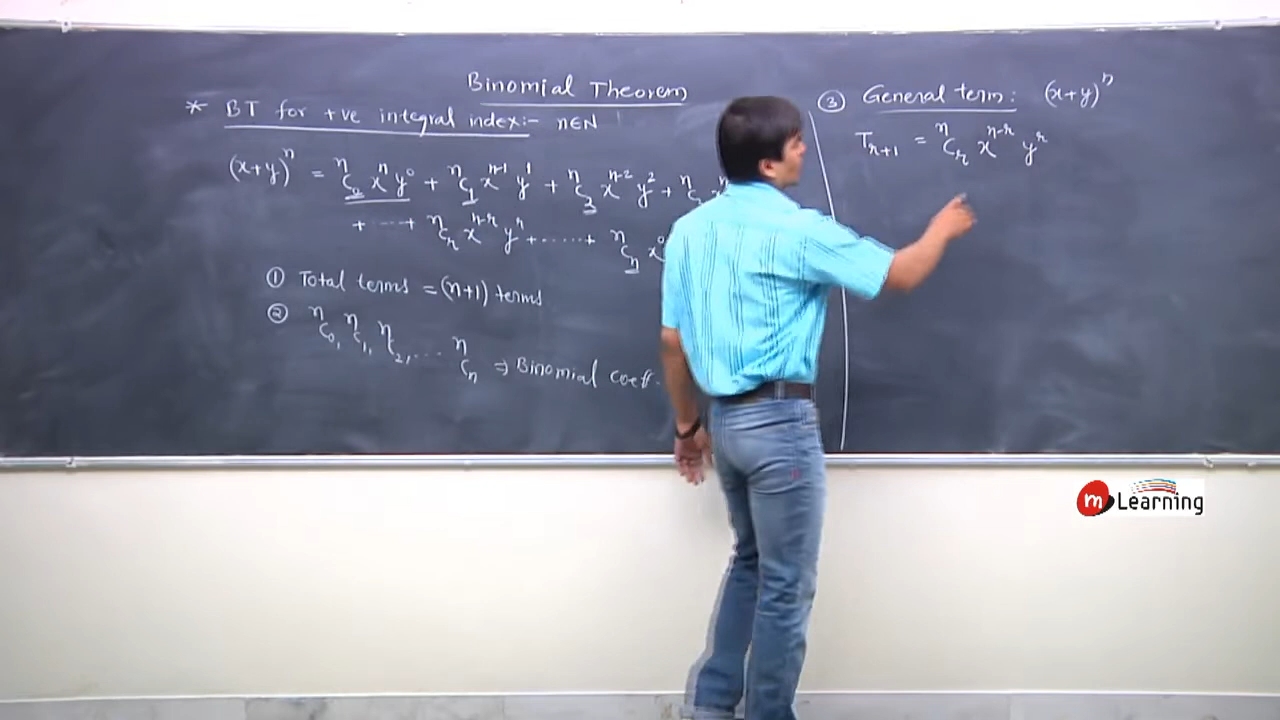 Binomial Theorem
* BT for +ve integral index:- n∈N
(x+y)ⁿ = ⁿC₀ xⁿ y⁰ + ⁿC₁ xⁿ⁻¹ y¹ + ⁿC₃ xⁿ⁻² y² + ⁿC
+ ····+ ⁿCᵣ xⁿ⁻ʳ yʳ + ·····+ ⁿCₙ x⁰
① Total terms = (n+1) terms
② ⁿC₀, ⁿC₁, ⁿC₂, ... ⁿCₙ ⇒ Binomial coeff.
③ General term: (x+y)ⁿ
Tᵣ₊₁ = ⁿCᵣ xⁿ⁻ʳ yʳ
m Learning